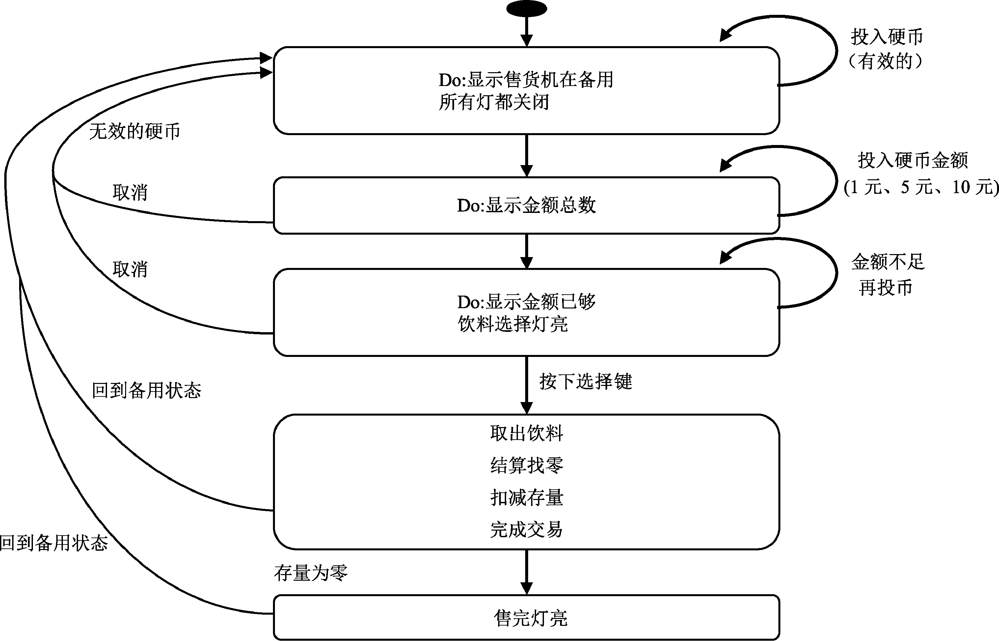 投入硬币
（有效的）
Do:显示售货机在备用
所有灯都关闭
无效的硬币
投入硬币金额
(1 元、5 元、10 元)
取消
Do:显示金额总数
金额不足
再投币
取消
Do:显示金额已够
饮料选择灯亮
按下选择键
回到备用状态
取出饮料
结算找零
扣减存量
完成交易
回到备用状态
存量为零
售完灯亮